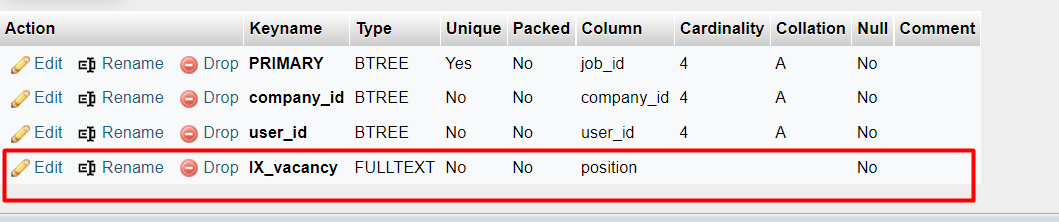 Action Keyname Type Unique Packed Column Cardinality Collation Null Comment
Edit Rename Drop PRIMARY BTREE Yes No job_id 4 A No
Edit Rename Drop company_id BTREE No No company_id 4 A No
Edit Rename Drop user_id BTREE No No user_id 4 A No
Edit Rename Drop IX_vacancy FULLTEXT No No position No